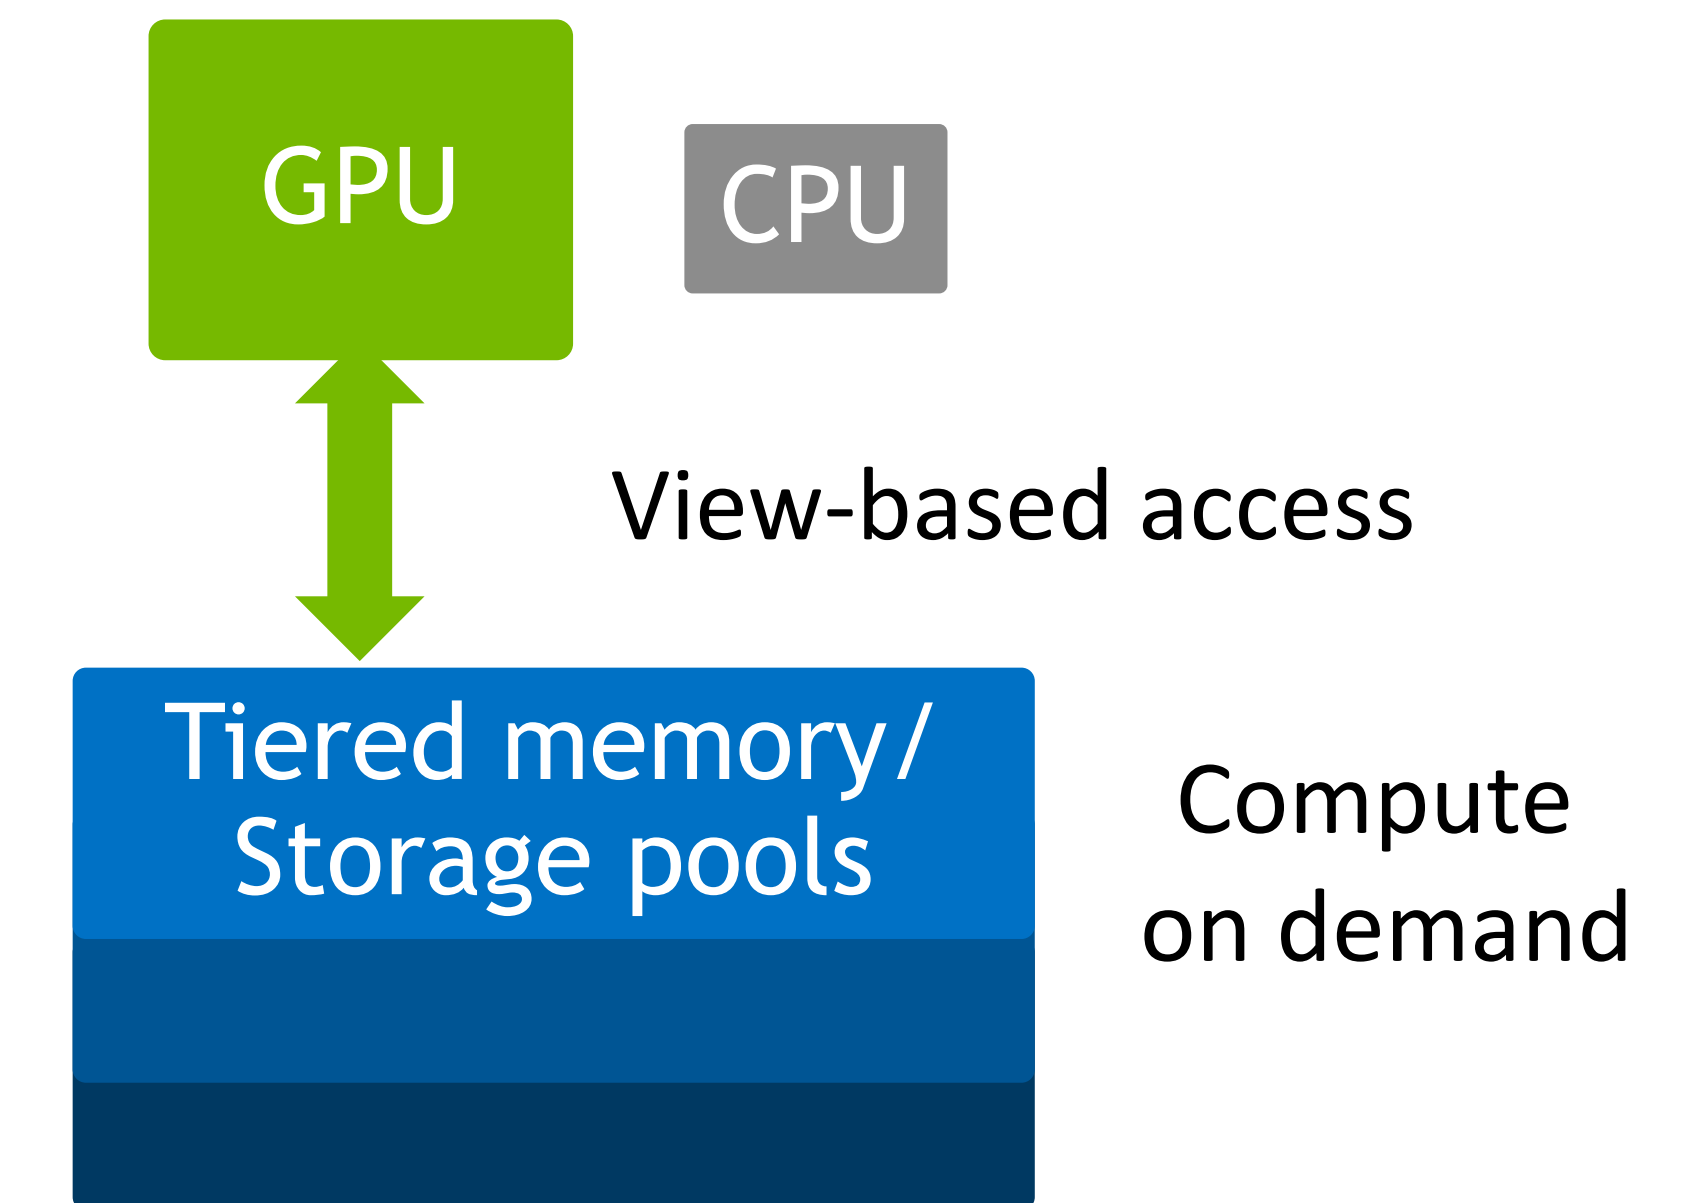 GPU
CPU
View-based access
Tiered memory/
Storage pools
Compute
on demand